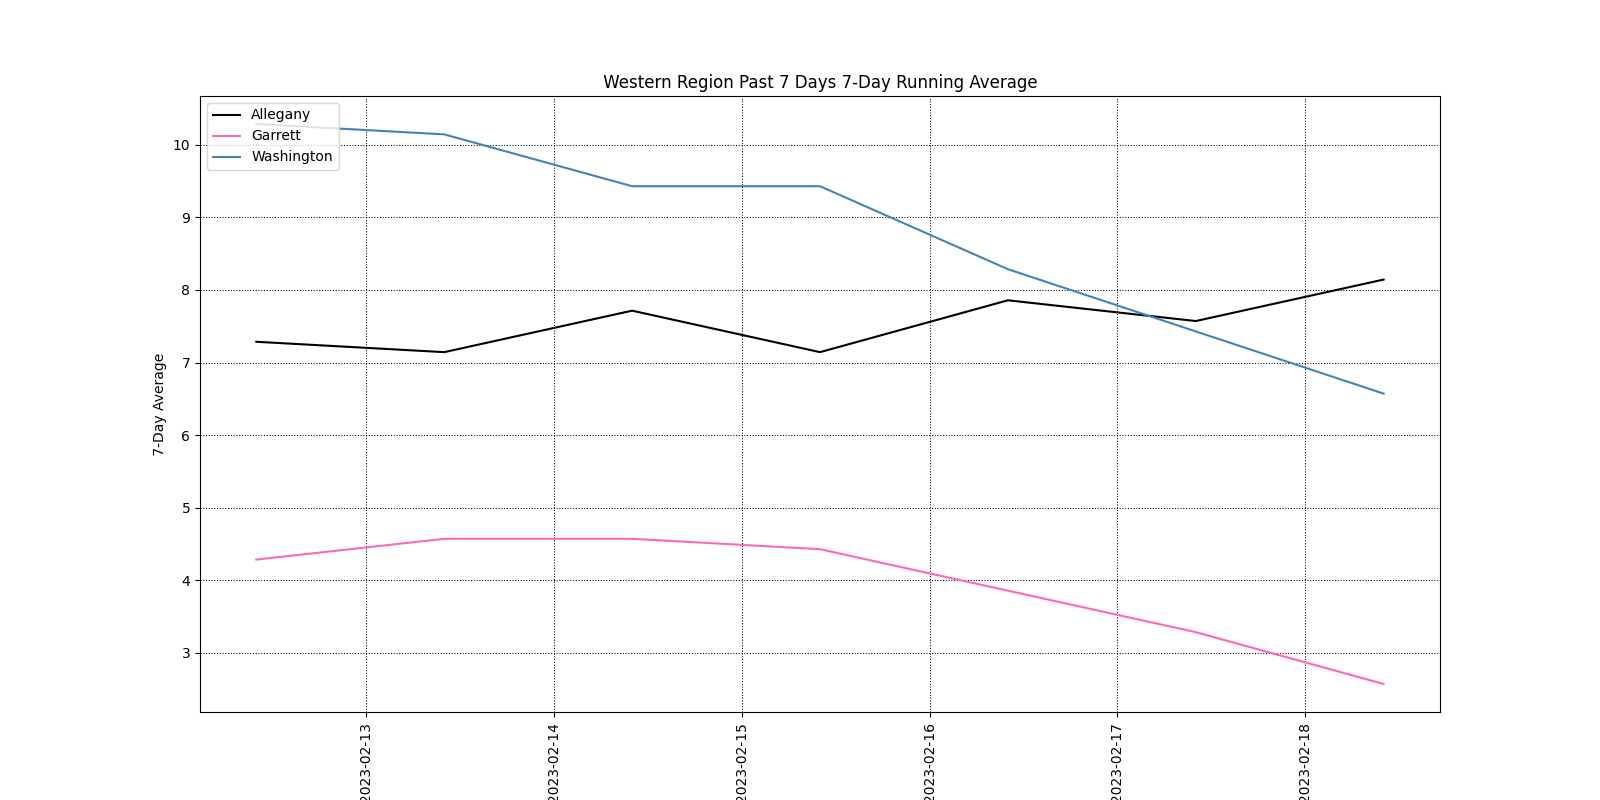 Western Region Past 7 Days 7-Day Running Average
Allegany
Garrett
Washington
10
9
8
7
6
5
4
3
7-Day Average
2023-02-13
2023-02-14
2023-02-15
2023-02-16
2023-02-17
2023-02-18